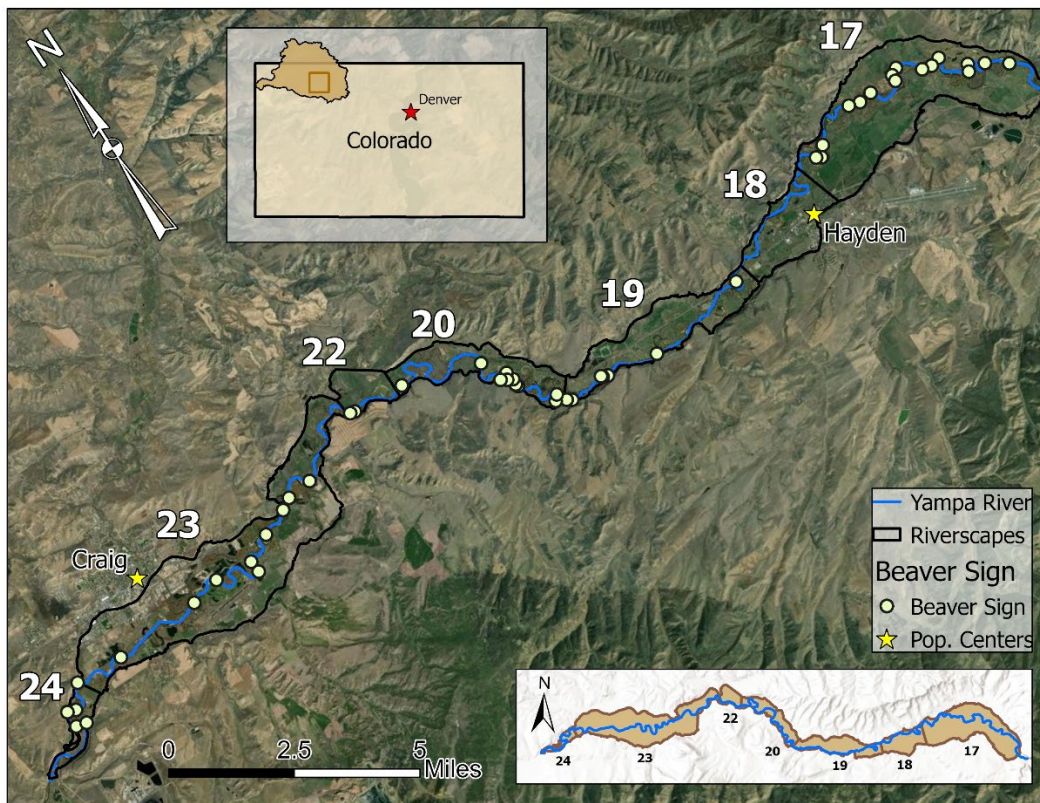 N
Denver
Colorado
17
18
Hayden
19
20
22
23
Craig
24
Yampa River
Riverscapes
Beaver Sign
Beaver Sign
Pop. Centers
0 2.5 5
Miles
N
22
24 23 20 19 18 17